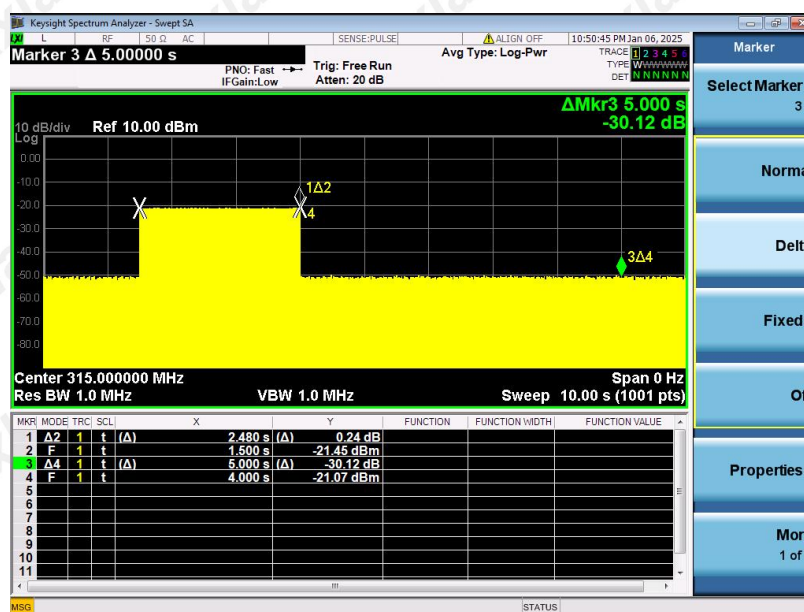 Keysight Spectrum Analyzer - Swept SA
LXI L RF 50 Ω AC SENSE:PULSE ALIGN OFF 10:50:45 PM Jan 06, 2025
Marker 3 Δ 5.00000 s
PNO: Fast
IFGain:Low
Trig: Free Run
Atten: 20 dB
Avg Type: Log-Pwr
TRACE 1 2 3 4 5 6
TYPE WWWWWW
DET N N N N N N
ΔMkr3 5.000 s
-30.12 dB
10 dB/div Ref 10.00 dBm
Log
0.00
-10.0
-20.0
-30.0
-40.0
-50.0
-60.0
-70.0
-80.0
1Δ2
4
3Δ4
Center 315.000000 MHz Span 0 Hz
Res BW 1.0 MHz VBW 1.0 MHz Sweep 10.00 s (1001 pts)
MKR MODE TRC SCL X Y FUNCTION FUNCTION WIDTH FUNCTION VALUE
1 Δ2 1 t (Δ) 2.480 s (Δ) 0.24 dB
2 F 1 t 1.500 s -21.45 dBm
3 Δ4 1 t (Δ) 5.000 s (Δ) -30.12 dB
4 F 1 t 4.000 s -21.07 dBm
5
6
7
8
9
10
11
MSG STATUS
Marker
Select Marker
3
Norma
Delt
Fixed
Of
Properties
Mor
1 of